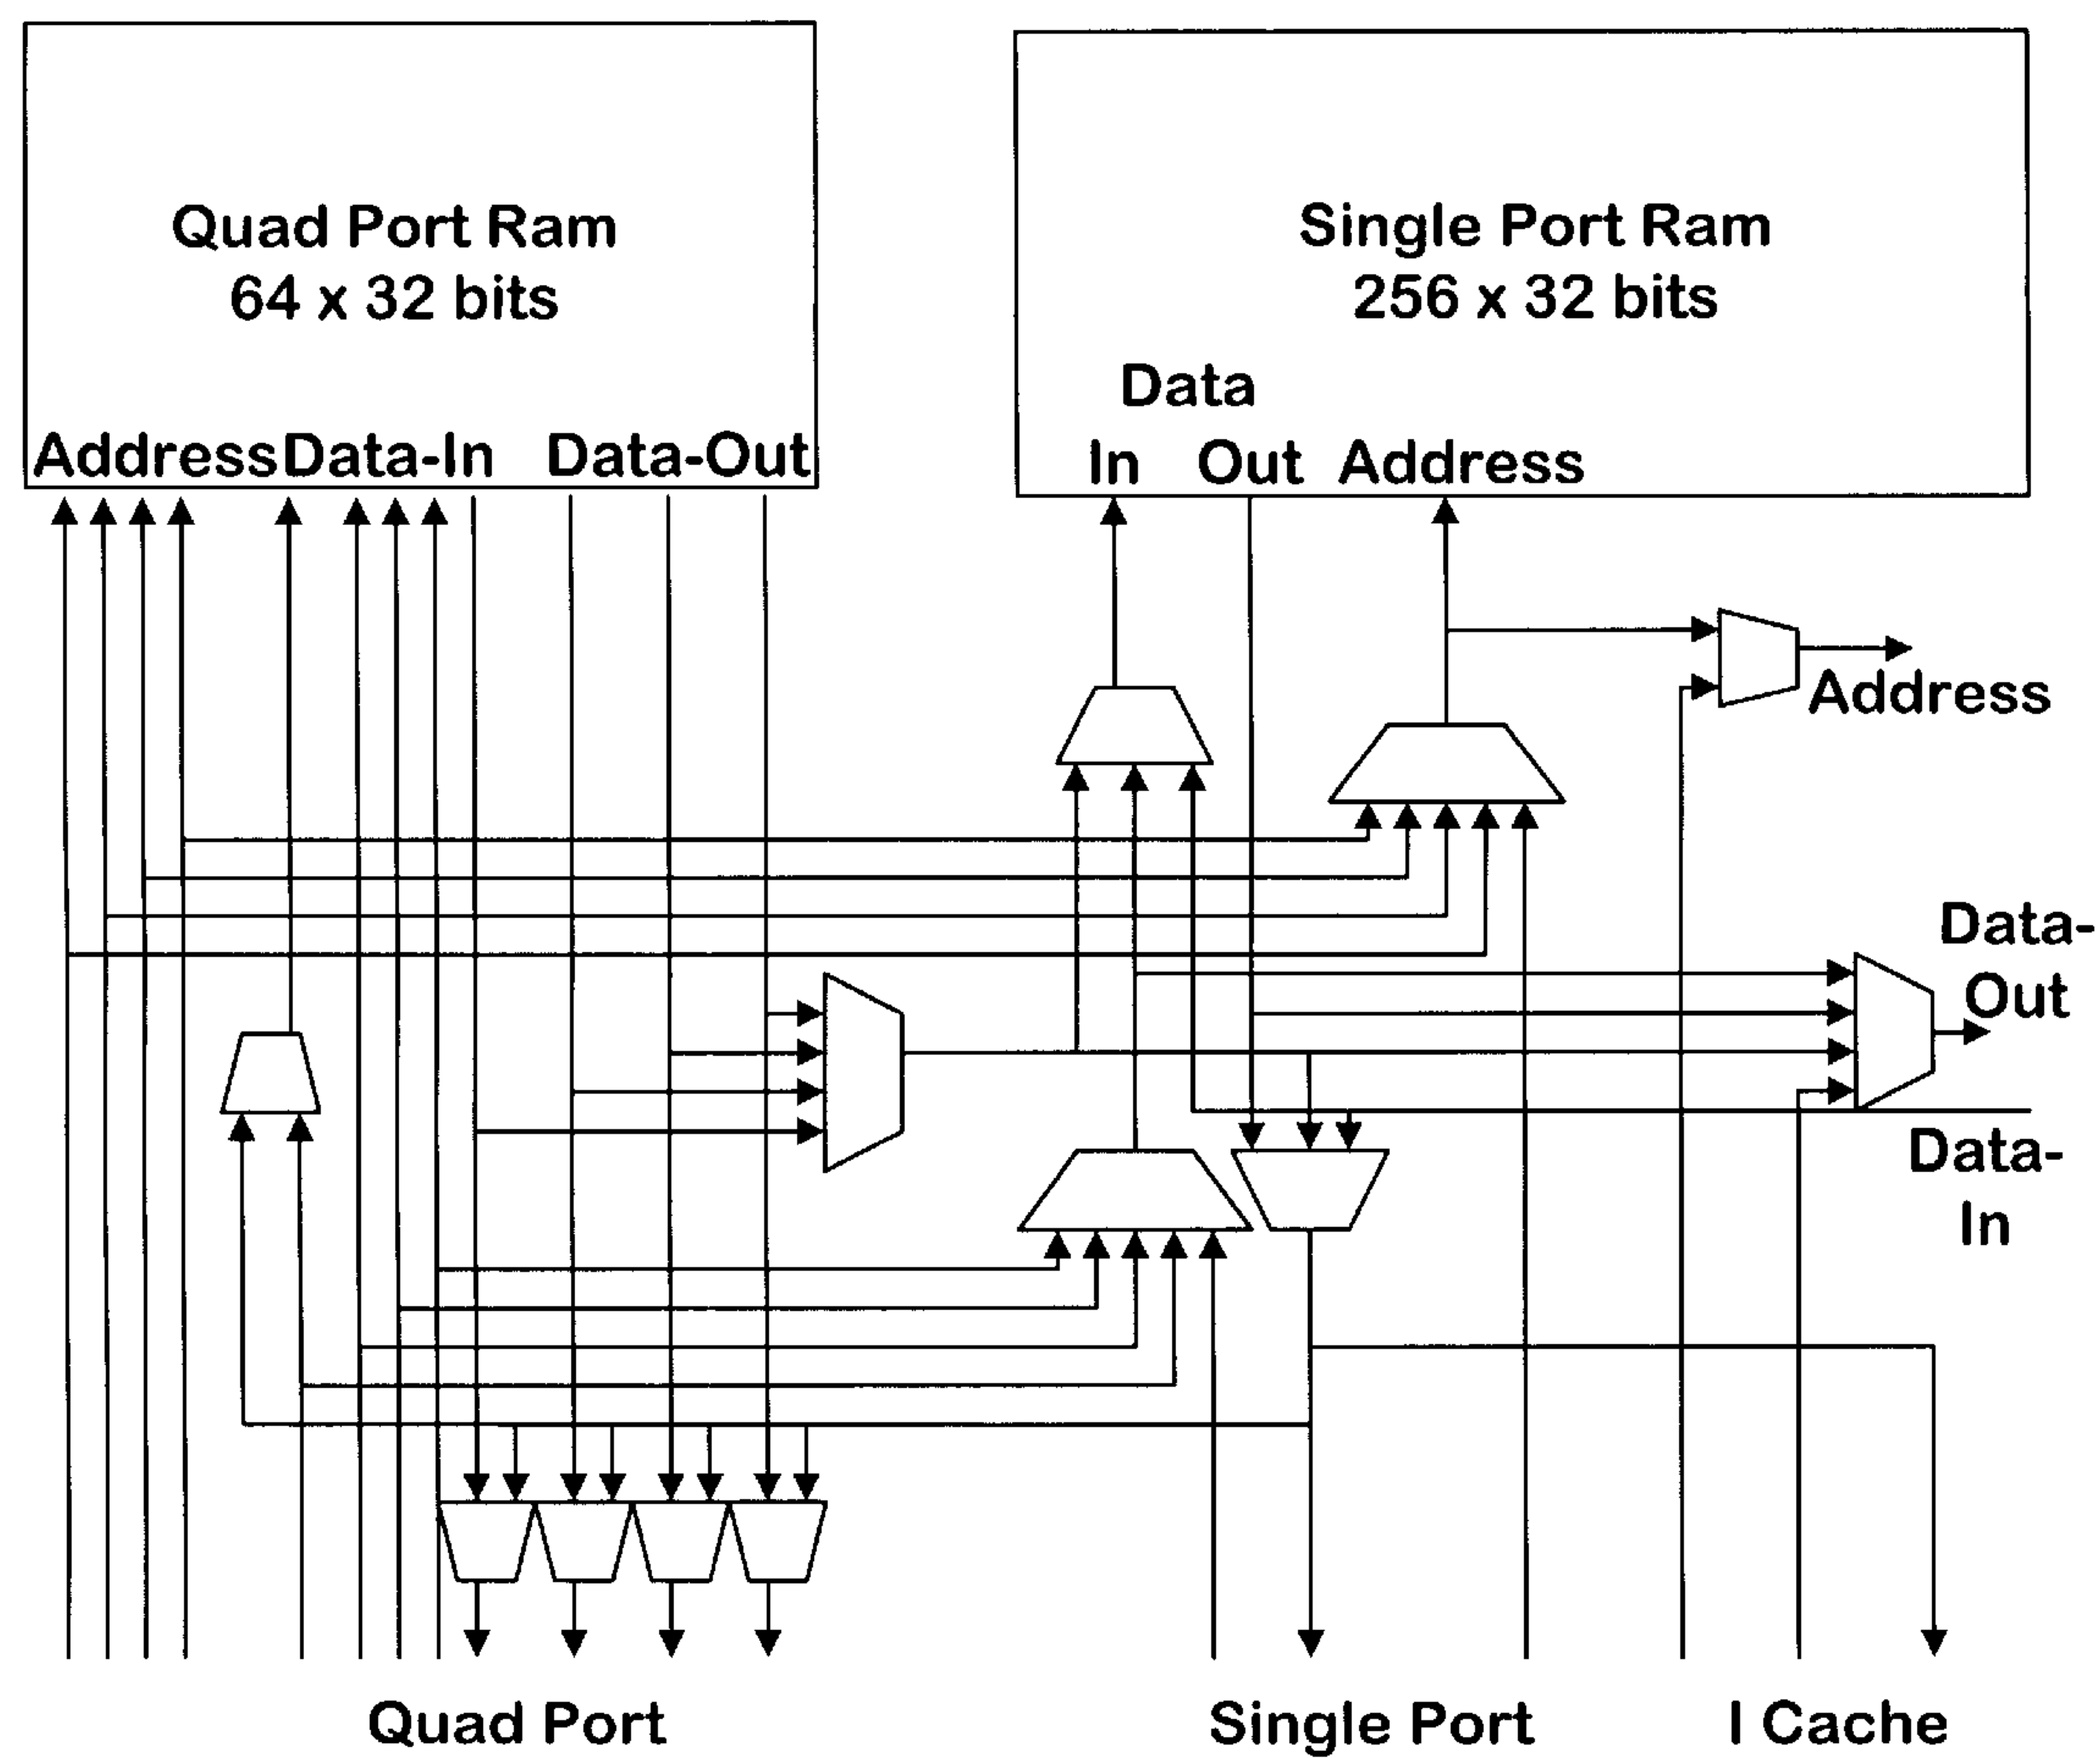 Quad Port Ram
64 x 32 bits
Address Data-In Data-Out
Single Port Ram
256 x 32 bits
Data
In Out Address
Address
Data-
Out
Data-
In
Quad Port
Single Port
I Cache